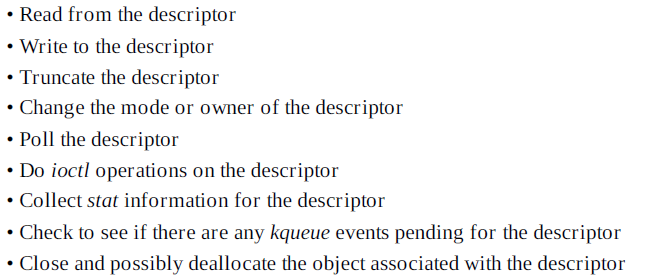 • Read from the descriptor
• Write to the descriptor
• Truncate the descriptor
• Change the mode or owner of the descriptor
• Poll the descriptor
• Do ioctl operations on the descriptor
• Collect stat information for the descriptor
• Check to see if there are any kqueue events pending for the descriptor
• Close and possibly deallocate the object associated with the descriptor